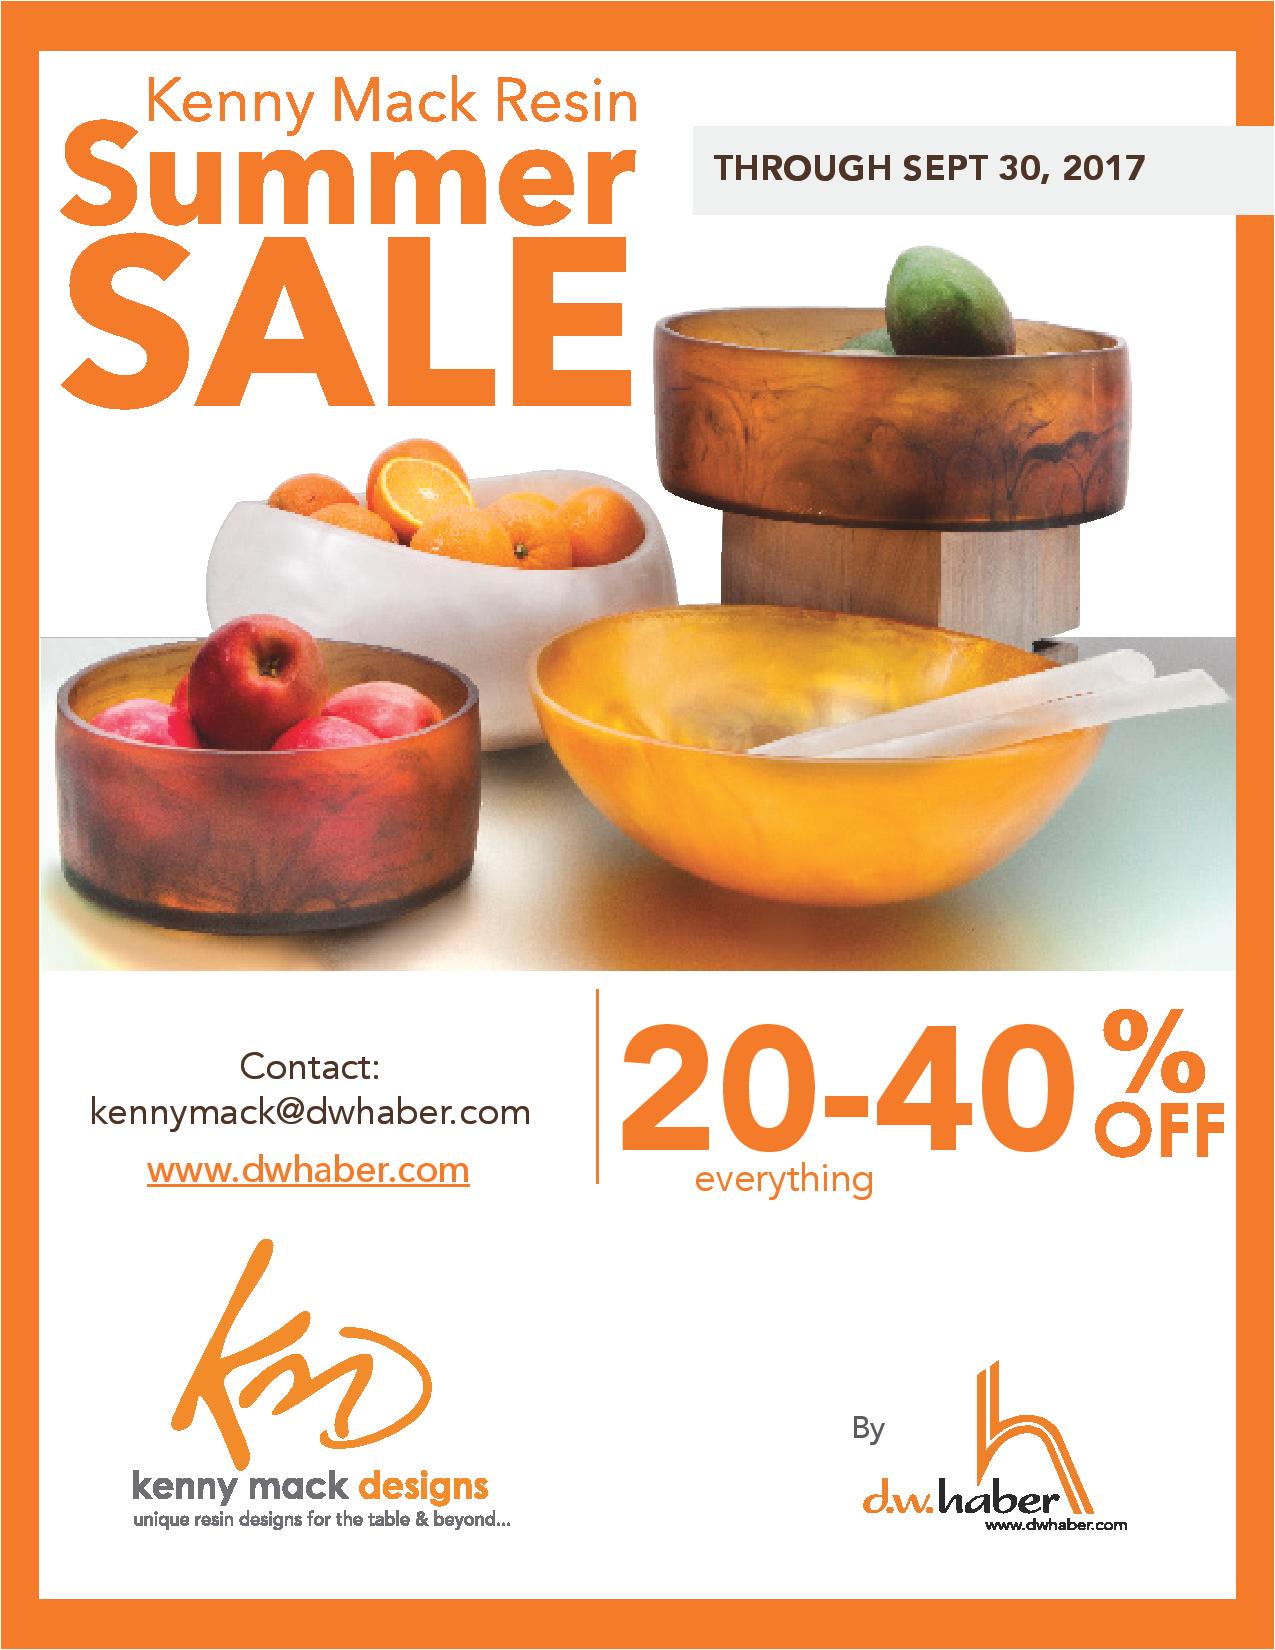 Kenny Mack Resin
Summer
SALE
THROUGH SEPT 30, 2017
Contact:
kennymack@dwhaber.com
www.dwhaber.com
20-40 % OFF
everything
km
kenny mack designs
unique resin designs for the table & beyond...
By
h
d.w.haber
www.dwhaber.com